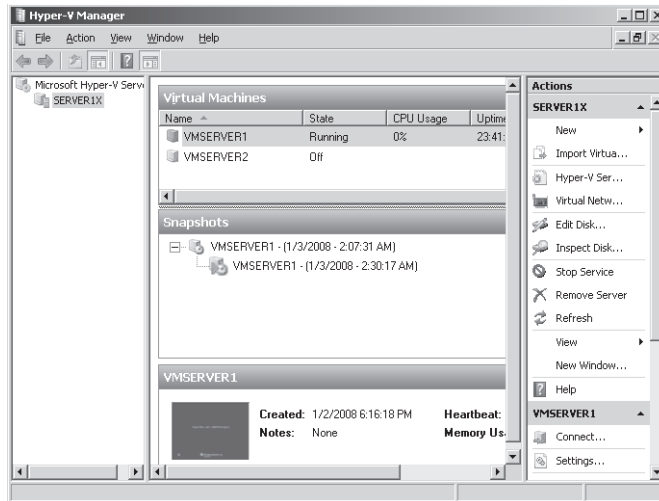 Hyper-V Manager
File Action View Window Help
Microsoft Hyper-V Serv
SERVER1X
Virtual Machines
Name State CPU Usage Uptime
VMSERVER1 Running 0% 23:41:
VMSERVER2 Off
Snapshots
VMSERVER1 - (1/3/2008 - 2:07:31 AM)
VMSERVER1 - (1/3/2008 - 2:30:17 AM)
VMSERVER1
Created: 1/2/2008 6:16:18 PM Heartbeat:
Notes: None Memory Us
Actions
SERVER1X
New
Import Virtua...
Hyper-V Ser...
Virtual Netw...
Edit Disk...
Inspect Disk...
Stop Service
Remove Server
Refresh
View
New Window...
Help
VMSERVER1
Connect...
Settings...